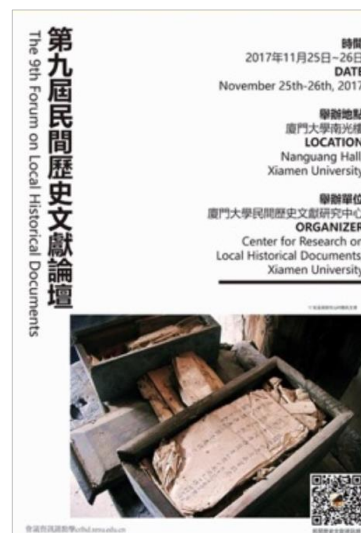 第九屆民間歷史文獻論壇
The 9th Forum on Local Historical Documents
時間
2017年11月25日~26日
DATE
November 25th-26th, 2017
舉辦地點
廈門大學南光樓
LOCATION
Nanguang Hall
Xiamen University
舉辦單位
廈門大學民間歷史文獻研究中心
ORGANIZER
Center for Research on
Local Historical Documents
Xiamen University